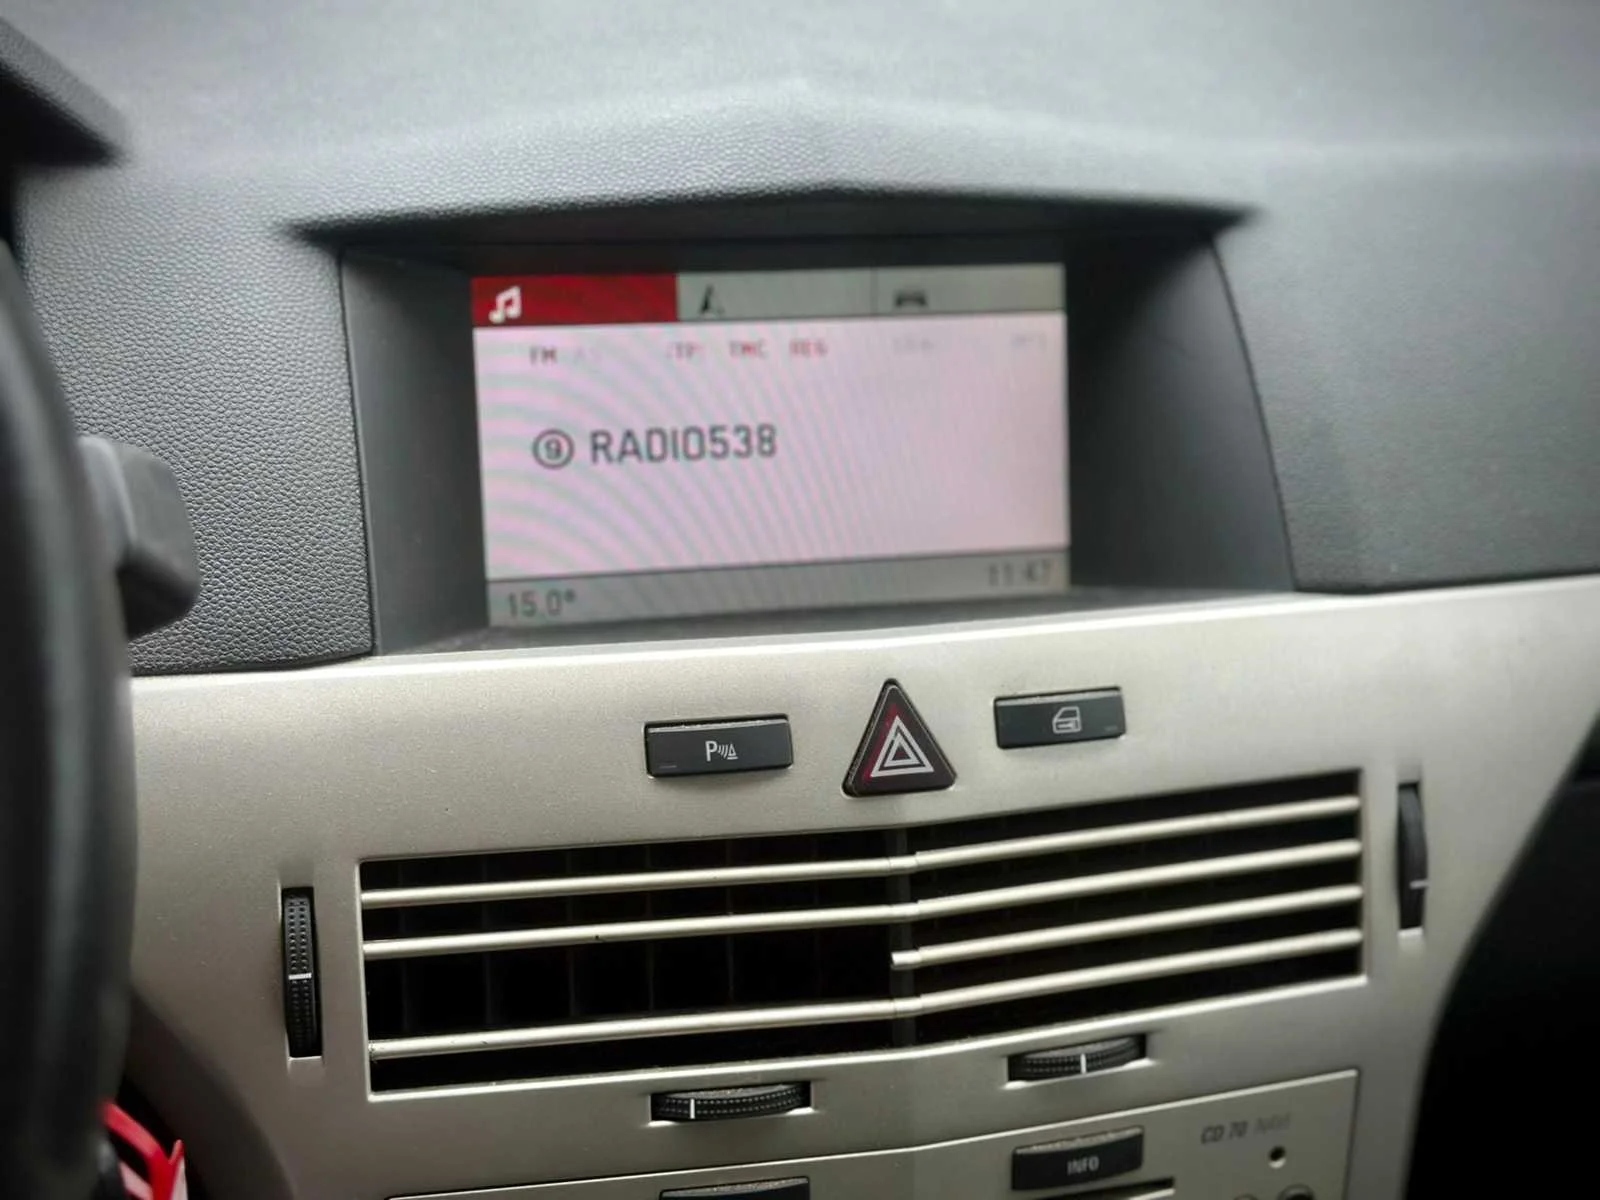 FM TP TMC REG
9 RADIO538
15.0° 11:47
P
CD 70
INFO